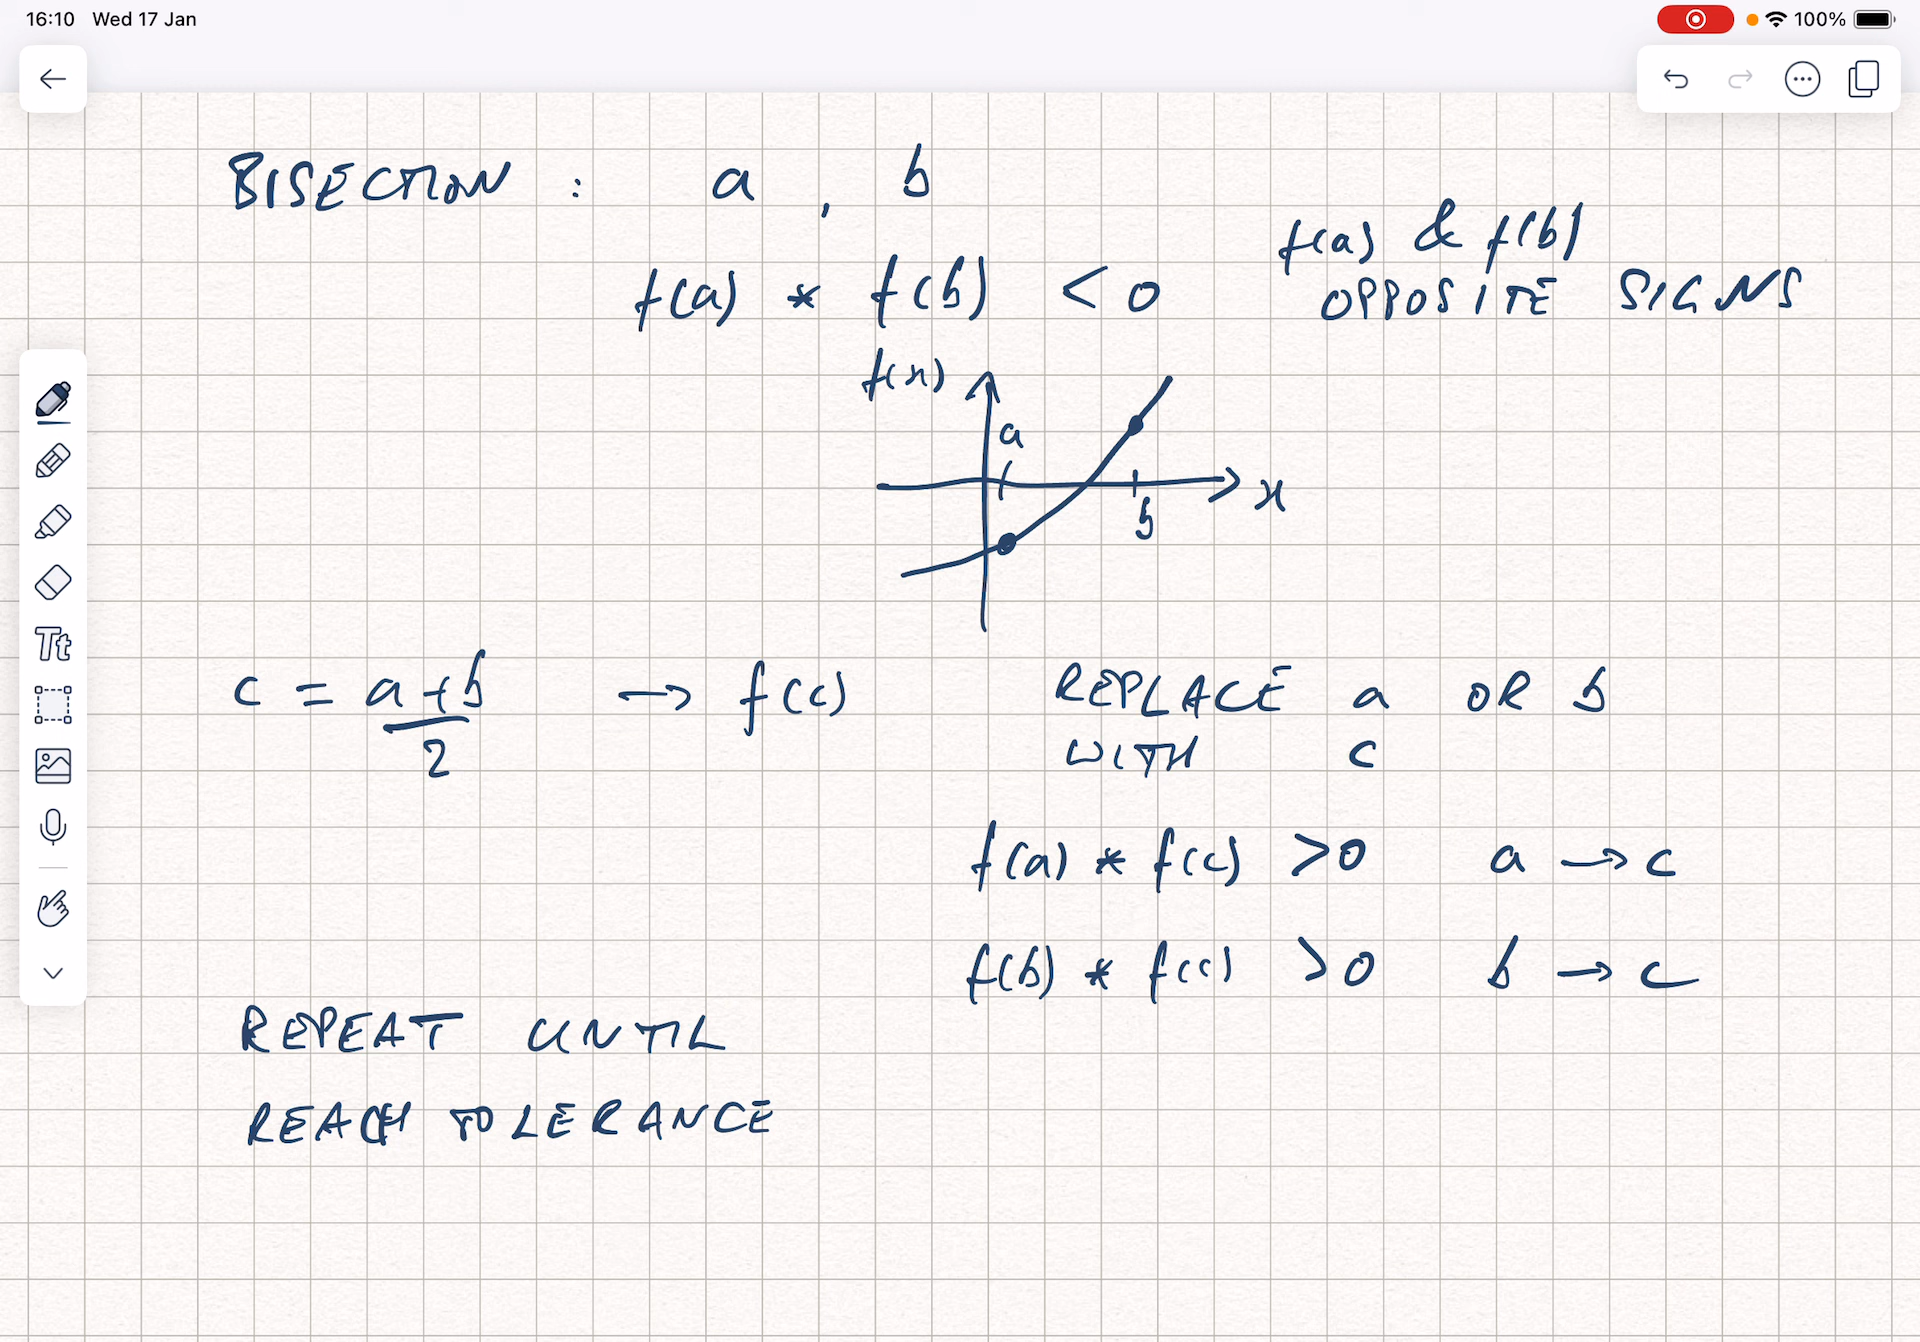 16:10 Wed 17 Jan 100%
BISECTION : a , b
f(a) * f(b) < 0
f(a) & f(b)
OPPOSITE SIGNS
f(x)
a
x
b
Tt
c = a+b
2
→ f(c)
REPLACE a OR b
WITH c
f(a) * f(c) >0 a → c
f(b) * f(c) >0 b → c
REPEAT UNTIL
REACH TOLERANCE